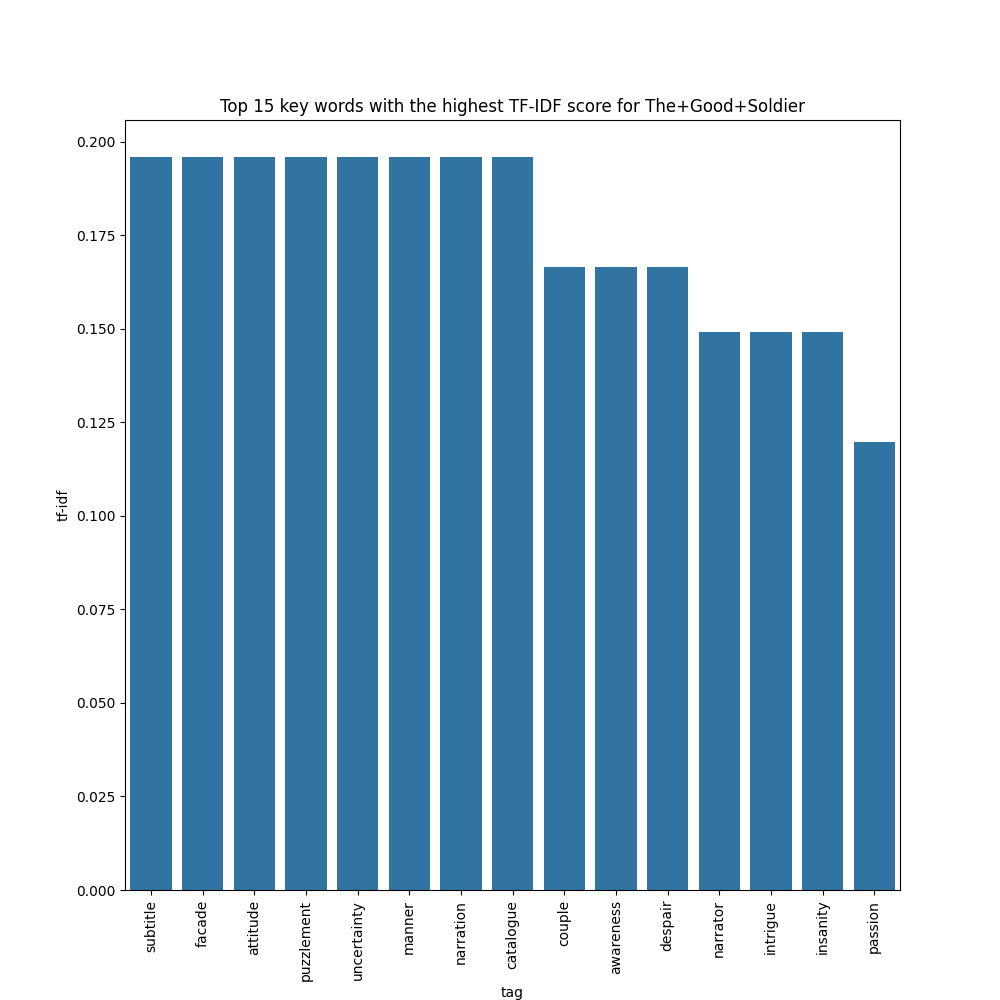 Top 15 key words with the highest TF-IDF score for The+Good+Soldier
0.200
0.175
0.150
0.125
0.100
0.075
0.050
0.025
0.000
tf-idf
subtitle
facade
attitude
puzzlement
uncertainty
manner
narration
catalogue
couple
awareness
despair
narrator
intrigue
insanity
passion
tag